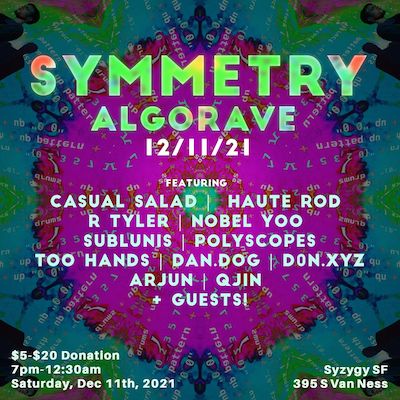 SYMMETRY
ALGORAVE
12/11/21
FEATURING
CASUAL SALAD | HAUTE ROD
R TYLER | NOBEL YOO
SUBLUNIS | POLYSCOPES
TOO HANDS | DAN.DOG | D0N.XYZ
ARJUN | QJIN
+ GUESTS!
$5-$20 Donation
7pm-12:30am
Saturday, Dec 11th, 2021
Syzygy SF
395 S Van Ness